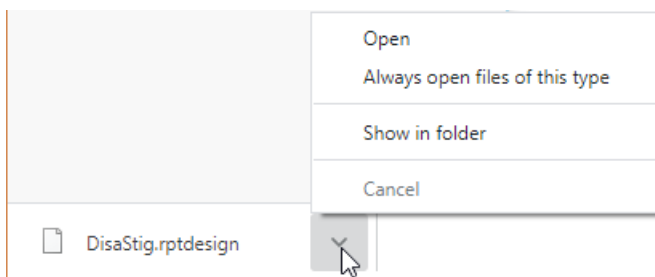 Open
Always open files of this type
Show in folder
Cancel
DisaStig.rptdesign